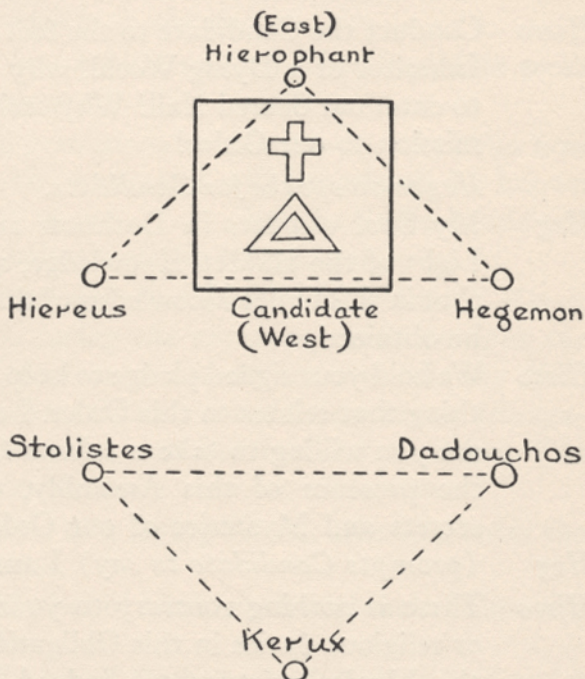 (East)
Hierophant
Hiereus
Candidate
Hegemon
(West)
Stolistes
Dadouchos
Kerux